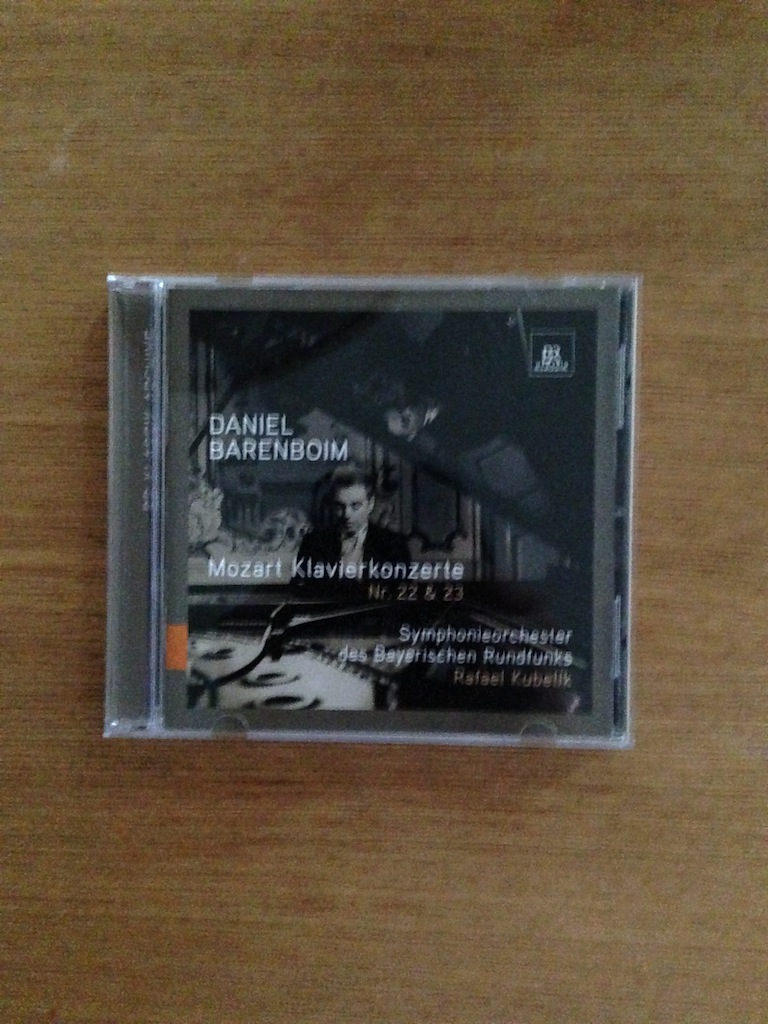 DANIEL
BARENBOIM
Mozart Klavierkonzerte
Nr. 22 & 23
Symphonieorchester
des Bayerischen Rundfunks
Rafael Kubelik